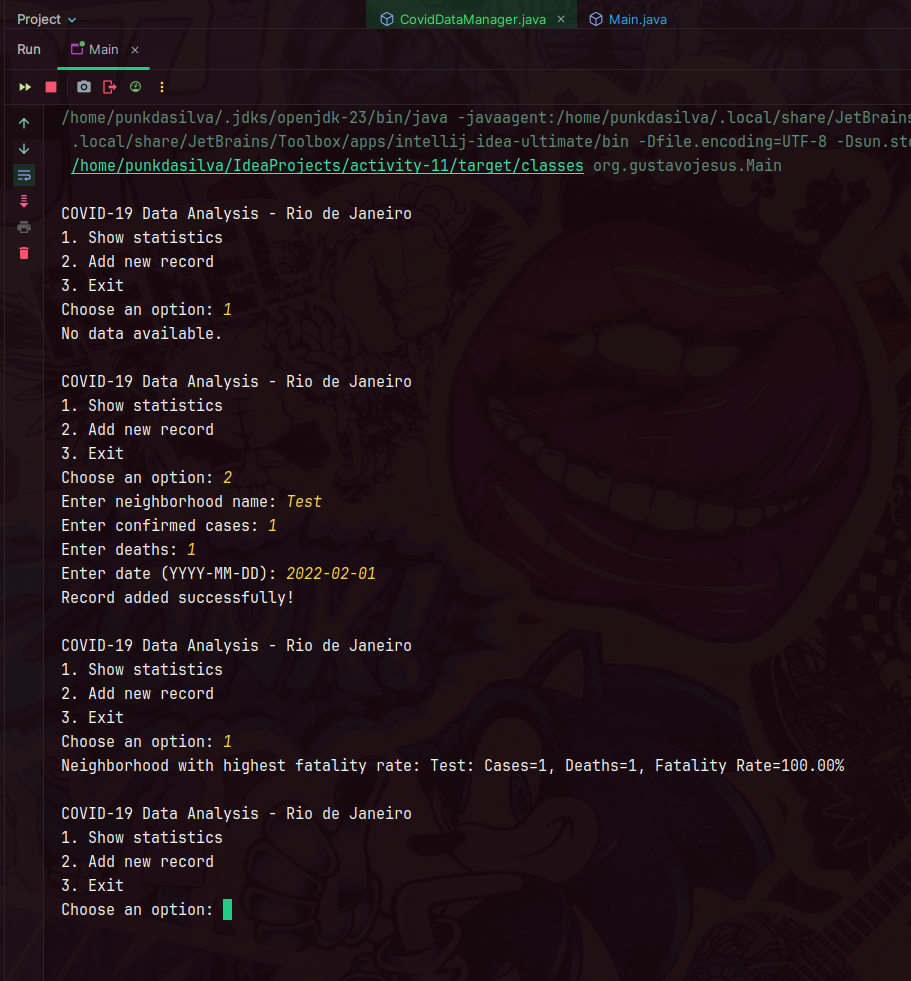 Project
CovidDataManager.java
Main.java
Run
Main
/home/punkdasilva/.jdks/openjdk-23/bin/java -javaagent:/home/punkdasilva/.local/share/JetBrains
.local/share/JetBrains/Toolbox/apps/intellij-idea-ultimate/bin -Dfile.encoding=UTF-8 -Dsun.std
/home/punkdasilva/IdeaProjects/activity-11/target/classes org.gustavojesus.Main
COVID-19 Data Analysis - Rio de Janeiro
1. Show statistics
2. Add new record
3. Exit
Choose an option: 1
No data available.
COVID-19 Data Analysis - Rio de Janeiro
1. Show statistics
2. Add new record
3. Exit
Choose an option: 2
Enter neighborhood name: Test
Enter confirmed cases: 1
Enter deaths: 1
Enter date (YYYY-MM-DD): 2022-02-01
Record added successfully!
COVID-19 Data Analysis - Rio de Janeiro
1. Show statistics
2. Add new record
3. Exit
Choose an option: 1
Neighborhood with highest fatality rate: Test: Cases=1, Deaths=1, Fatality Rate=100.00%
COVID-19 Data Analysis - Rio de Janeiro
1. Show statistics
2. Add new record
3. Exit
Choose an option: